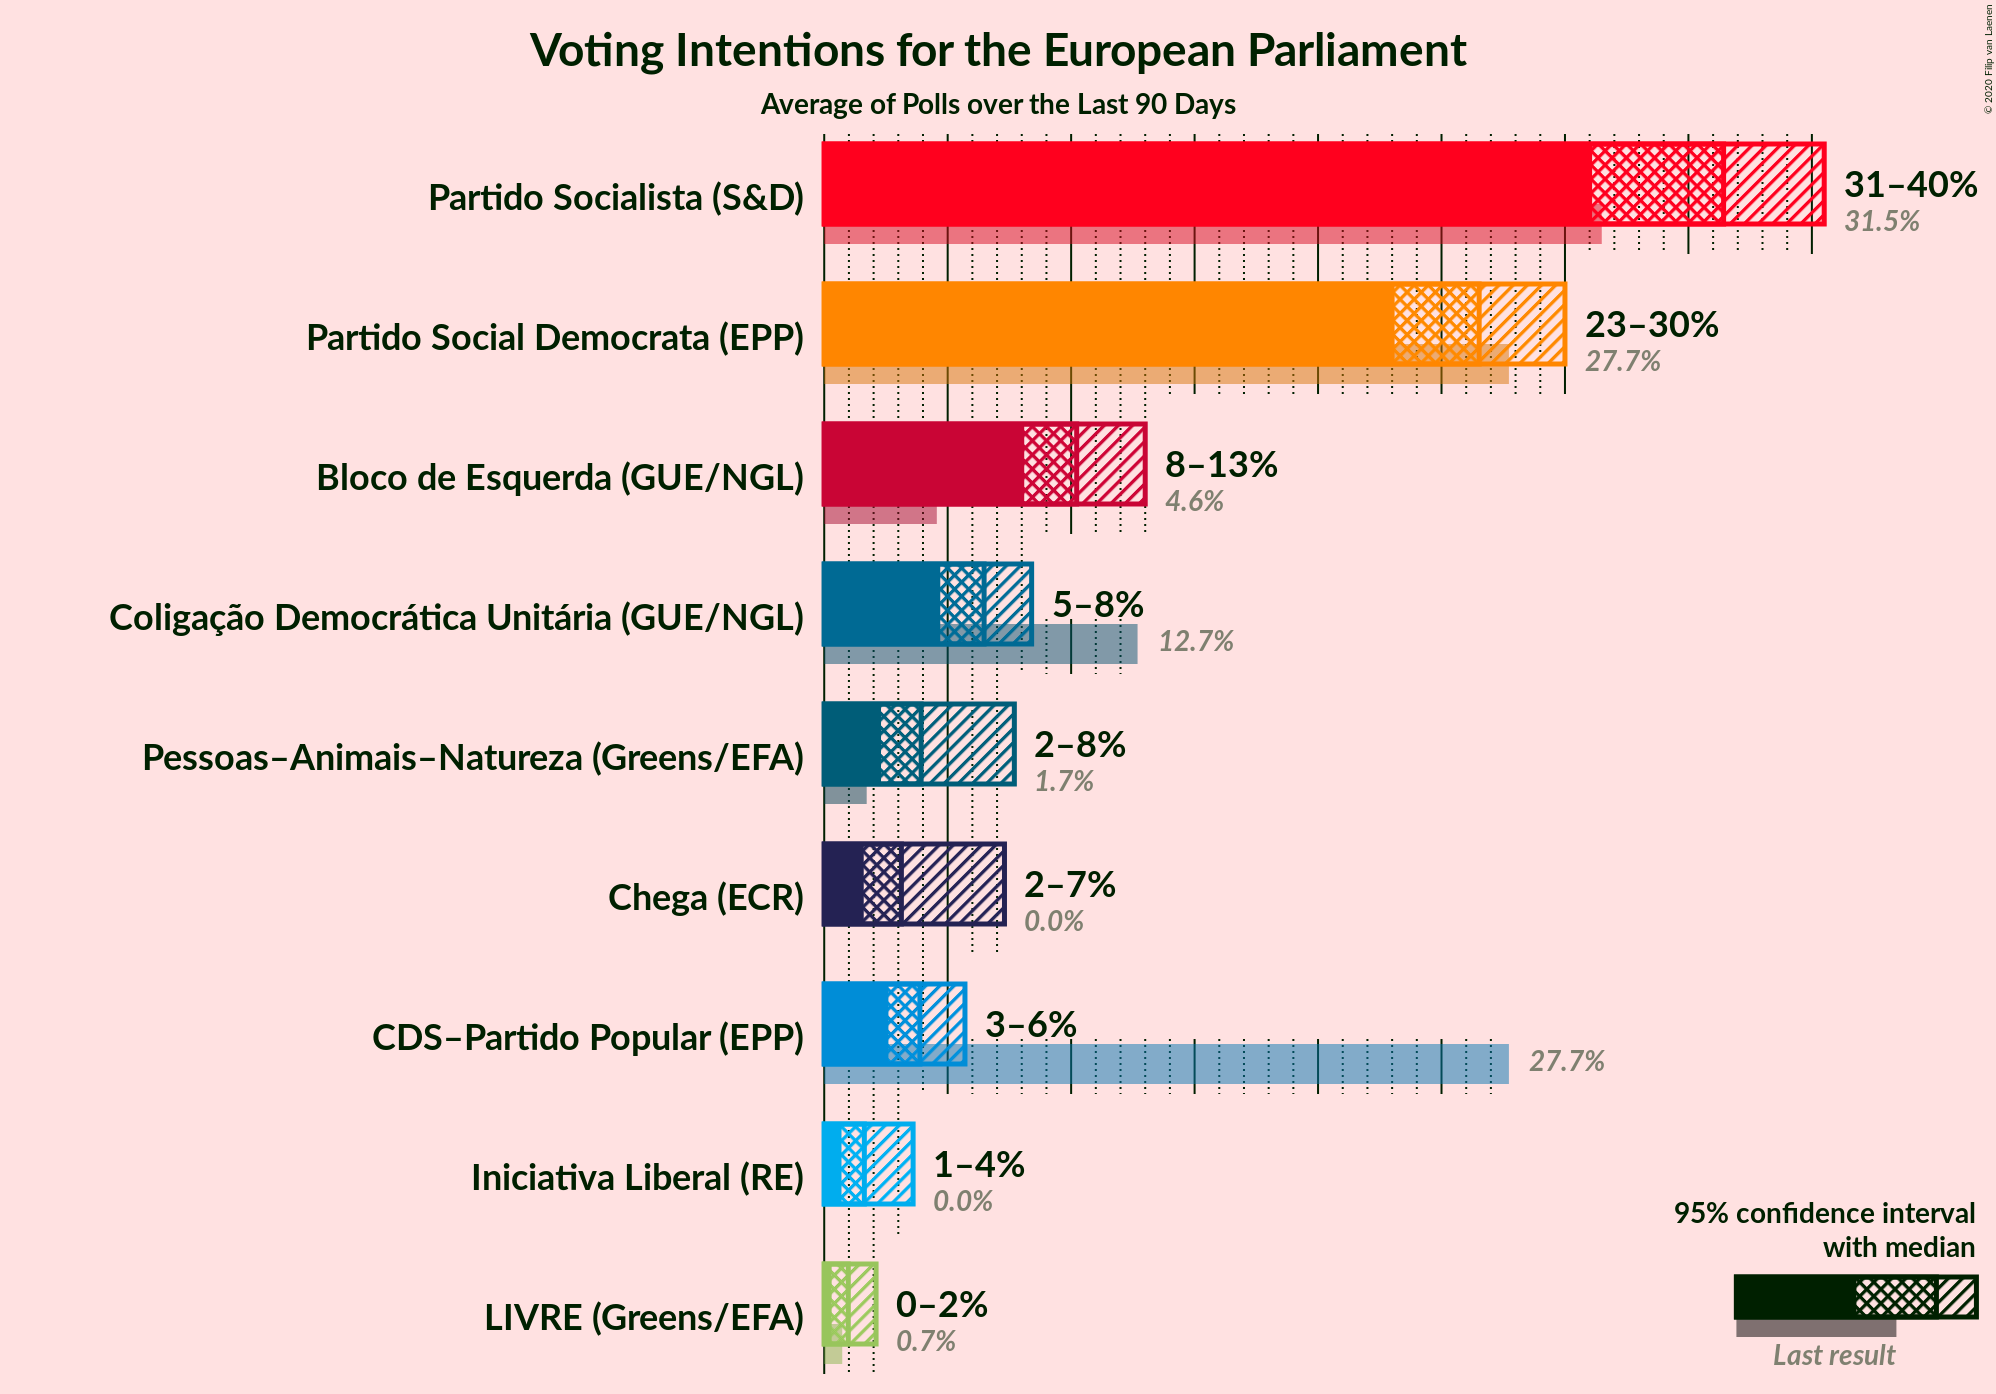 Voting Intentions for the European Parliament
Average of Polls over the Last 90 Days
© 2020 Filip van Laenen
Partido Socialista (S&D)
31–40%
31.5%
Partido Social Democrata (EPP)
23–30%
27.7%
Bloco de Esquerda (GUE/NGL)
8–13%
4.6%
Coligação Democrática Unitária (GUE/NGL)
5–8%
12.7%
Pessoas–Animais–Natureza (Greens/EFA)
2–8%
1.7%
Chega (ECR)
2–7%
0.0%
CDS–Partido Popular (EPP)
3–6%
27.7%
Iniciativa Liberal (RE)
1–4%
0.0%
LIVRE (Greens/EFA)
0–2%
0.7%
95% confidence interval
with median
Last result